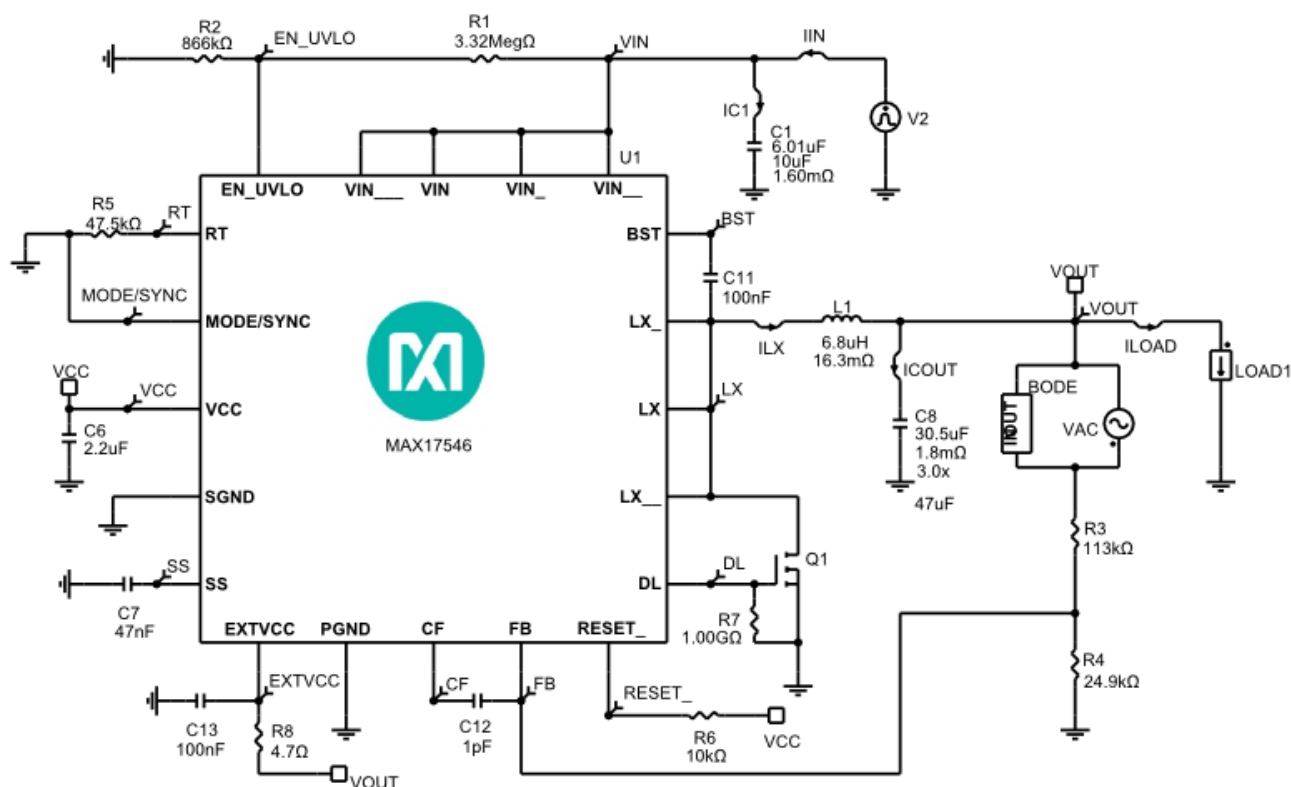 R2
866kΩ
EN_UVLO
R1
3.32MegΩ
VIN
IIN
IC1
C1
6.01uF
10uF
1.60mΩ
V2
U1
EN_UVLO
VIN___
VIN
VIN_
VIN__
R5
47.5kΩ
RT
RT
BST
BST
C11
100nF
MODE/SYNC
MODE/SYNC
LX_
ILX
L1
6.8uH
16.3mΩ
VOUT
VOUT
ILOAD
LOAD1
ICOUT
C8
30.5uF
1.8mΩ
3.0x
47uF
BODE
VAC
VCC
VCC
VCC
C6
2.2uF
MAX17546
LX
LX
SGND
LX__
R3
113kΩ
SS
SS
C7
47nF
DL
DL
Q1
R7
1.00GΩ
EXTVCC
PGND
CF
FB
RESET_
R4
24.9kΩ
EXTVCC
C13
100nF
R8
4.7Ω
VOUT
CF
C12
1pF
FB
RESET_
R6
10kΩ
VCC